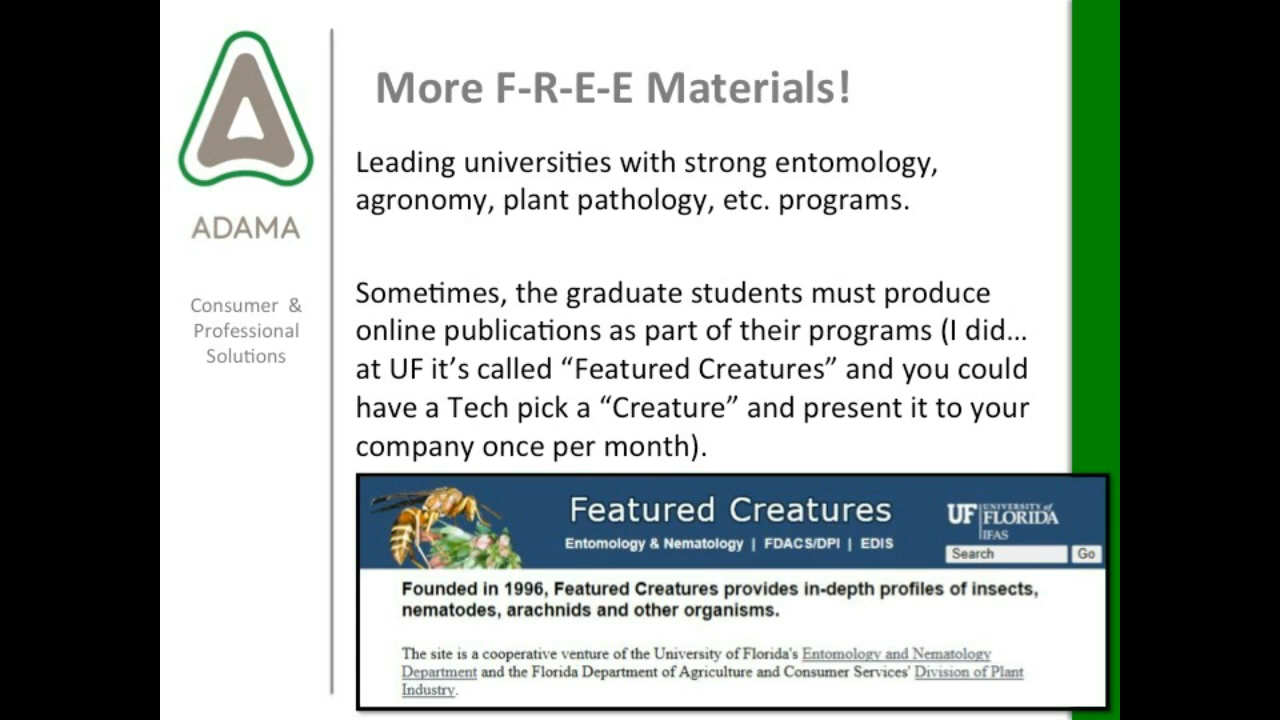 More F-R-E-E Materials!
ADAMA
Consumer &
Professional
Solutions
Leading universities with strong entomology,
agronomy, plant pathology, etc. programs.
Sometimes, the graduate students must produce
online publications as part of their programs (I did…
at UF it’s called “Featured Creatures” and you could
have a Tech pick a “Creature” and present it to your
company once per month).
Featured Creatures
Entomology & Nematology | FDACS/DPI | EDIS
UF UNIVERSITY of
FLORIDA
IFAS
Search Go
Founded in 1996, Featured Creatures provides in-depth profiles of insects,
nematodes, arachnids and other organisms.
The site is a cooperative venture of the University of Florida's Entomology and Nematology
Department and the Florida Department of Agriculture and Consumer Services' Division of Plant
Industry.